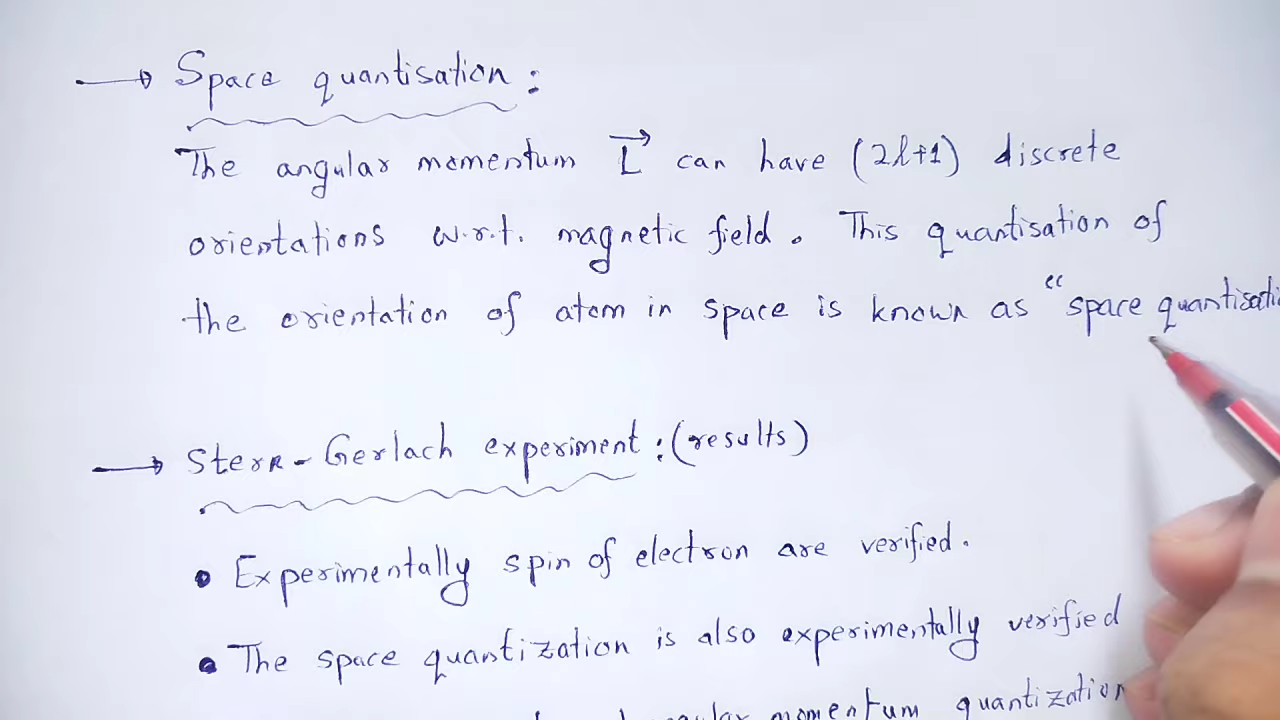 → Space quantisation :
The angular momentum L⃗ can have (2l+1) discrete
orientations w.r.t. magnetic field. This quantisation of
the orientation of atom in space is known as "space
→ Stern-Gerlach experiment : (results)
• Experimentally spin of electron are verified.
• The space quantization is also experimentally verified
momentum quantization